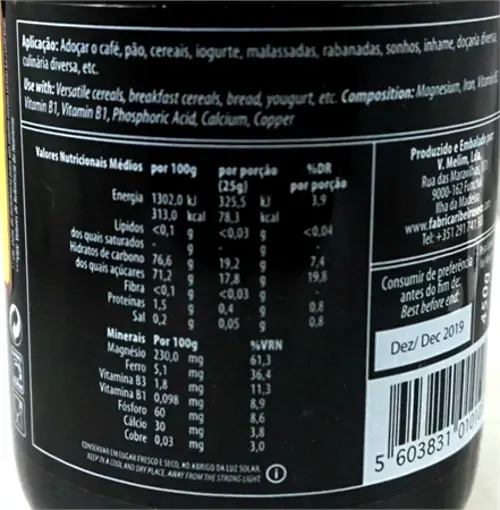 Aplicação: Adoçar o café, pão, cereais, iogurte, malassadas, rabanadas, sonhos, inhame, doçaria diversa,
culinária diversa, etc.
Use with: Versatile cereals, breakfast cereals, bread, yougurt, etc. Composition: Magnesium, Iron, Vitamin
Vitamin B1, Vitamin B1, Phosphoric Acid, Calcium, Copper
Valores Nutricionais Médios por 100g por porção %DR
(25g) por porção
Energia 1302,0 kJ 325,5 kJ 3,9
313,0 kcal 78,3 kcal
Lípidos <0,1 g <0,03 g <0,04
dos quais saturados - g - g
Hidratos de carbono 76,6 g 19,2 g 7,4
dos quais açúcares 71,2 g 17,8 g 19,8
Fibra <0,1 g <0,03 g
Proteínas 1,5 g 0,4 g 0,8
Sal 0,2 g 0,05 g 0,8
Minerais Por 100g %VRN
Magnésio 230,0 mg 61,3
Ferro 5,1 mg 36,4
Vitamina B3 1,8 mg 11,3
Vitamina B1 0,098 mg 8,9
Fósforo 60 mg 8,6
Cálcio 30 mg 3,8
Cobre 0,03 mg 3,0
CONSERVAR EM LUGAR FRESCO E SECO, AO ABRIGO DA LUZ SOLAR.
KEEP IN A COOL AND DRY PLACE, AWAY FROM THE STRONG LIGHT.
Produzido e Embalado por:
V. Melim, Lda.
Rua das Maravilhas,
9000-162 Funchal
Ilha da Madeira
www.fabricaribeiros
Tel: +351 291 741
Consumir de preferência
antes do fim de:
Best before end:
Dez/ Dec 2019
450g
5 603831 01010